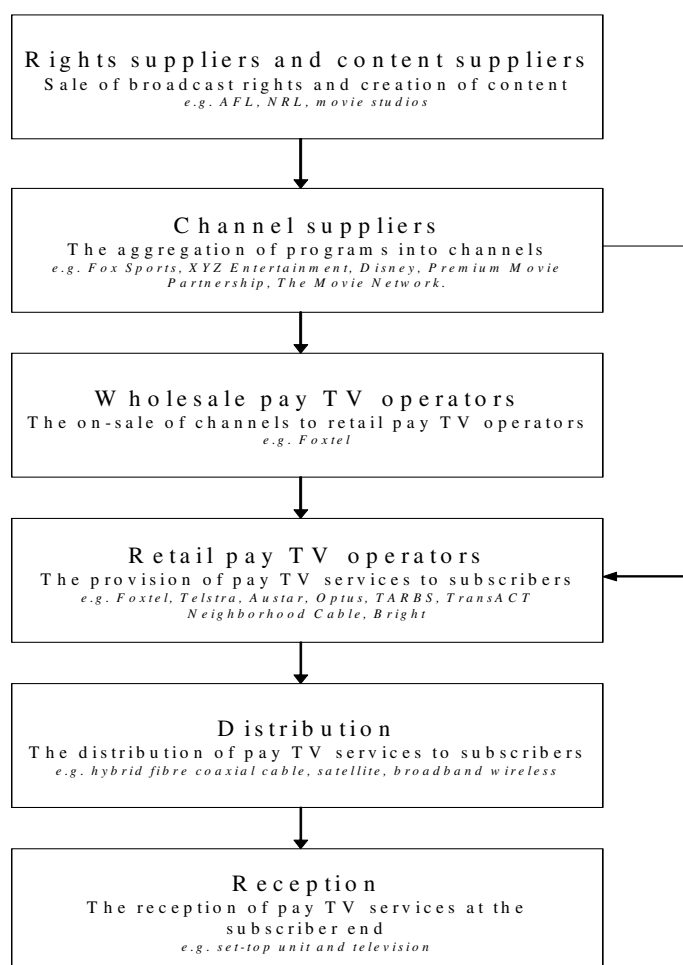 Rights suppliers and content suppliers
Sale of broadcast rights and creation of content
e.g. AFL, NRL, movie studios
Channel suppliers
The aggregation of programs into channels
e.g. Fox Sports, XYZ Entertainment, Disney, Premium Movie
Partnership, The Movie Network.
Wholesale pay TV operators
The on-sale of channels to retail pay TV operators
e.g. Foxtel
Retail pay TV operators
The provision of pay TV services to subscribers
e.g. Foxtel, Telstra, Austar, Optus, TARBS, TransACT
Neighborhood Cable, Bright
Distribution
The distribution of pay TV services to subscribers
e.g. hybrid fibre coaxial cable, satellite, broadband wireless
Reception
The reception of pay TV services at the
subscriber end
e.g. set-top unit and television